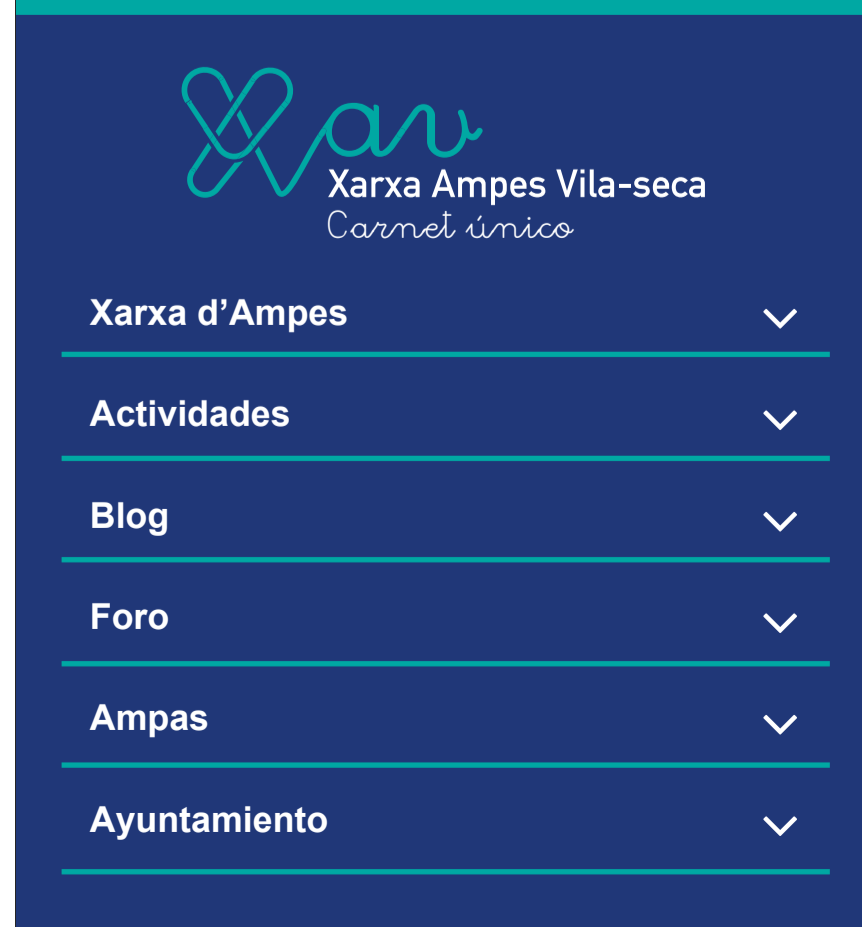 Xav
Xarxa Ampes Vila-seca
Carnet único
Xarxa d’Ampes
Actividades
Blog
Foro
Ampas
Ayuntamiento